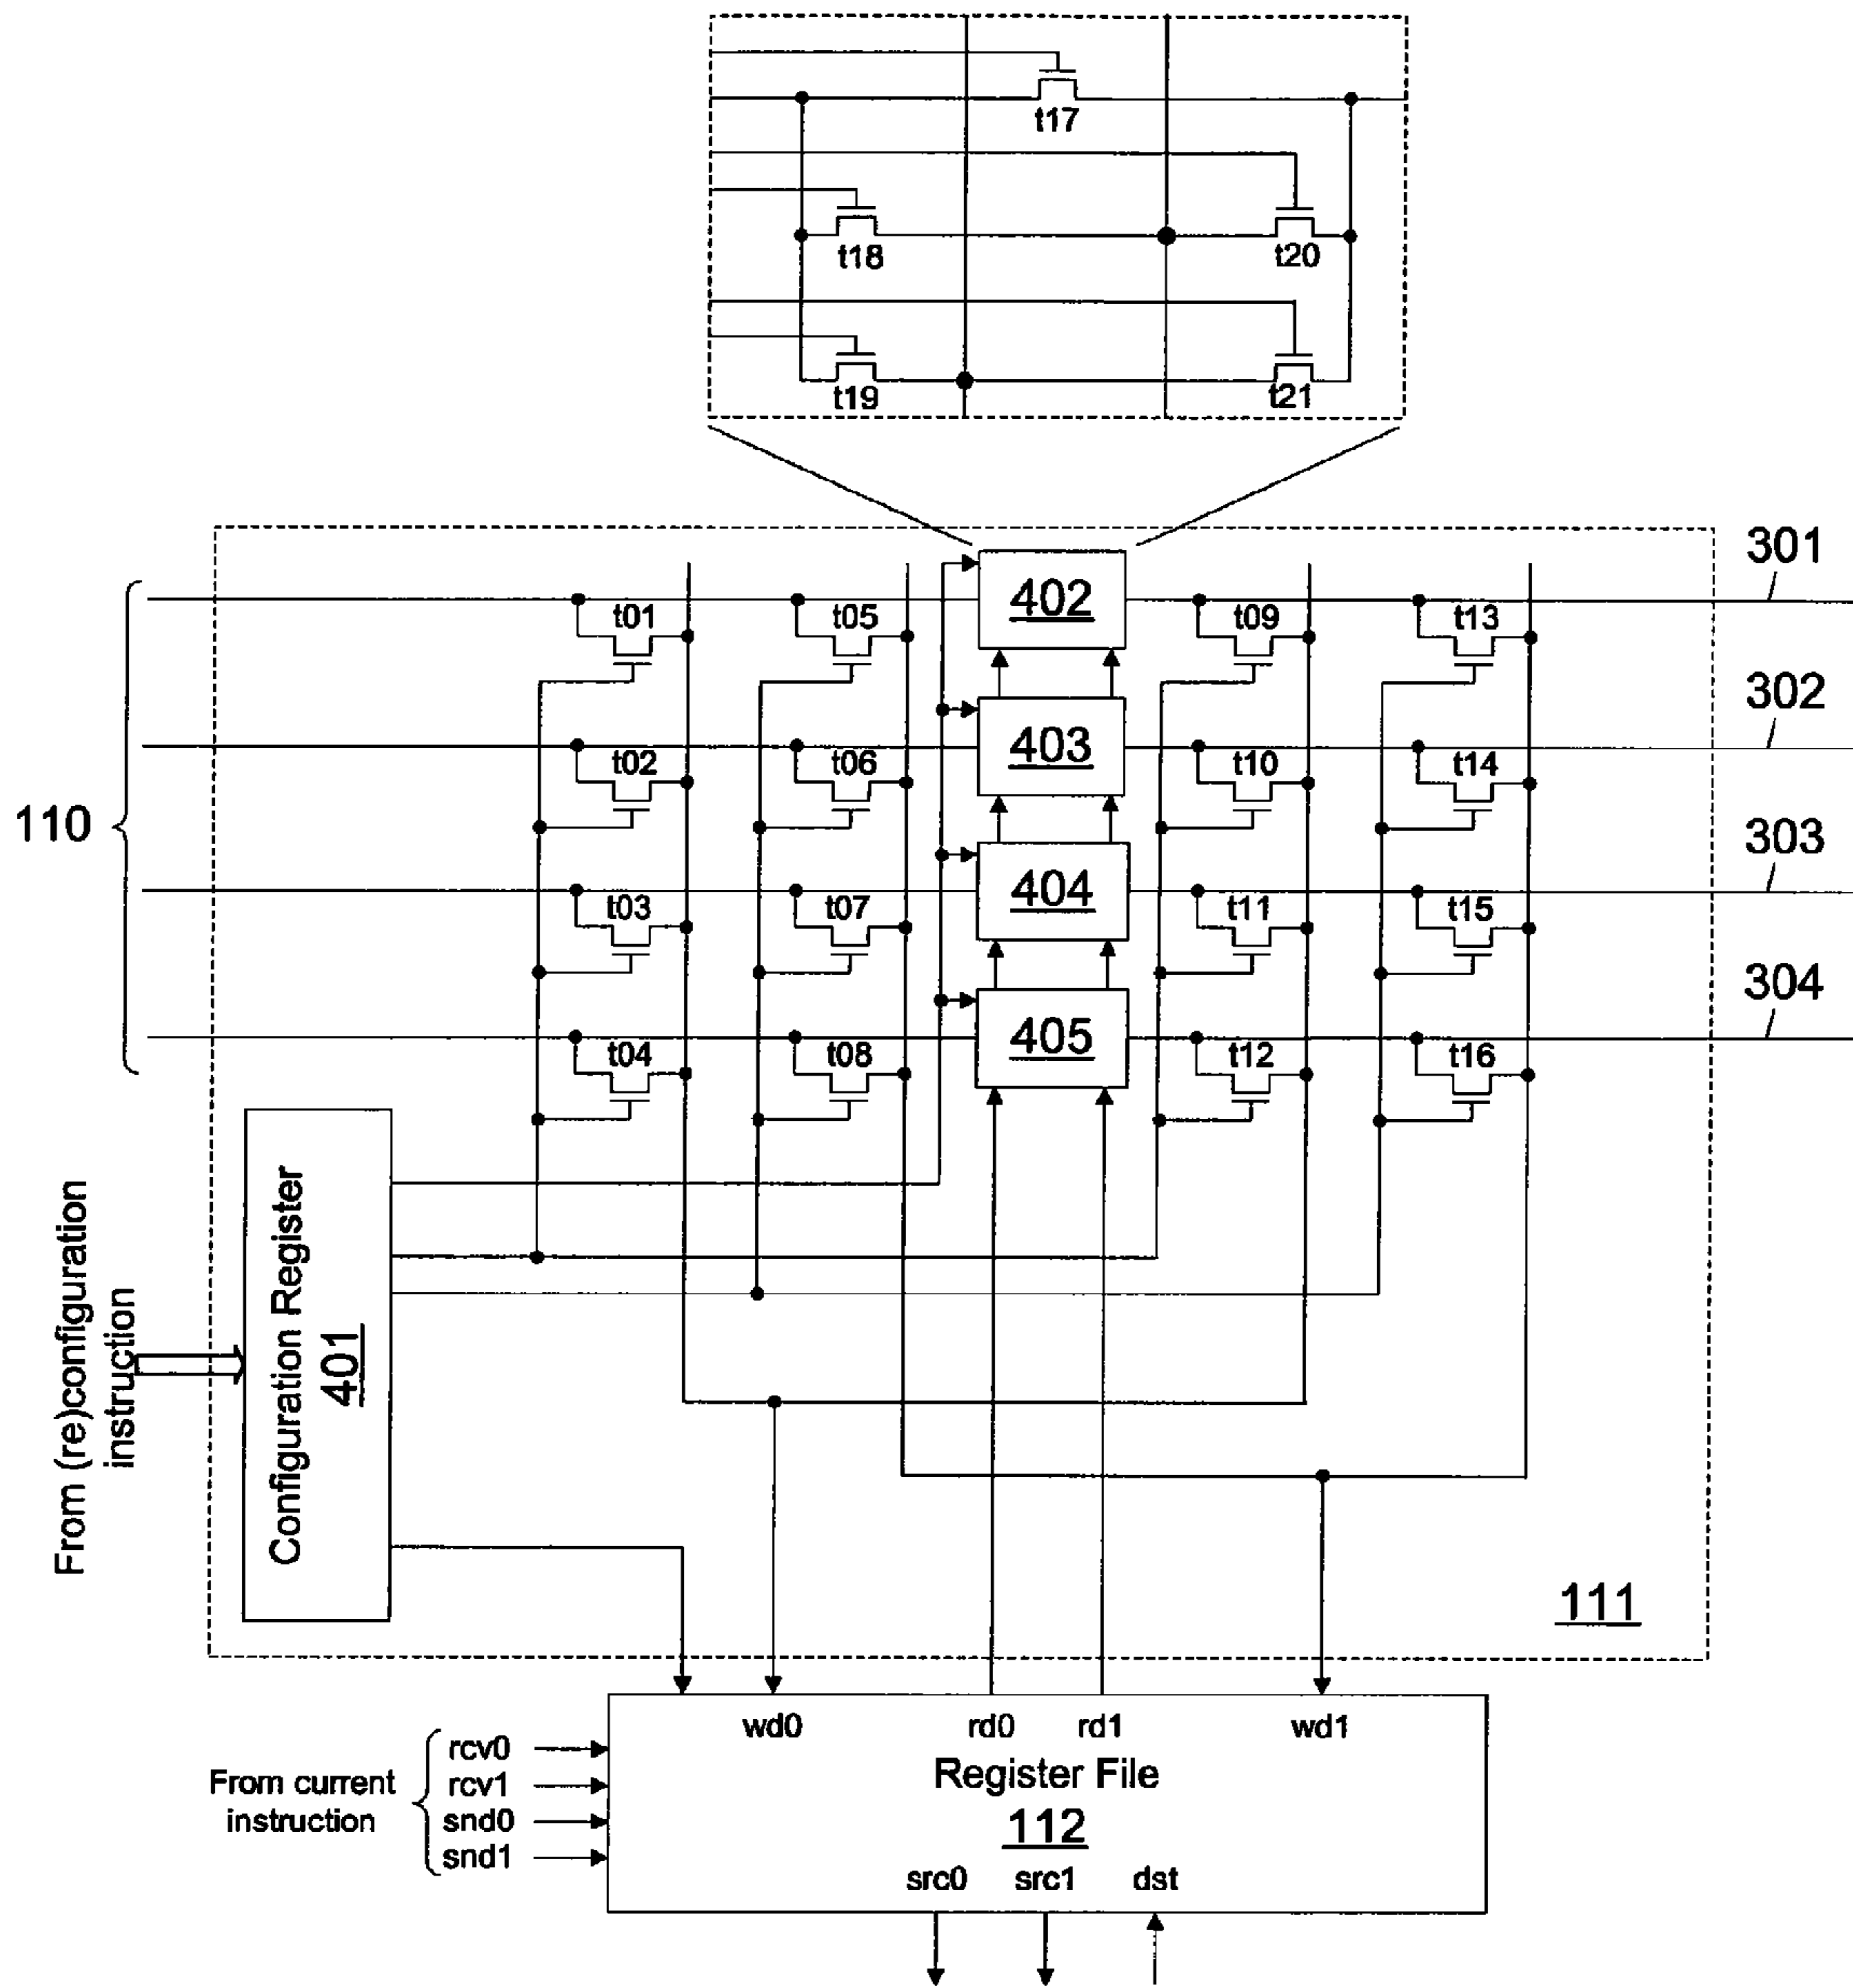 t17
t18
t20
t19
t21
301
402
t01
t05
t09
t13
302
403
t02
t06
t10
t14
110
303
404
t03
t07
t11
t15
304
405
t04
t08
t12
t16
From (re)configuration
instruction
Configuration Register
401
111
wd0
rd0
rd1
wd1
From current
instruction
rcv0
rcv1
snd0
snd1
Register File
112
src0
src1
dst